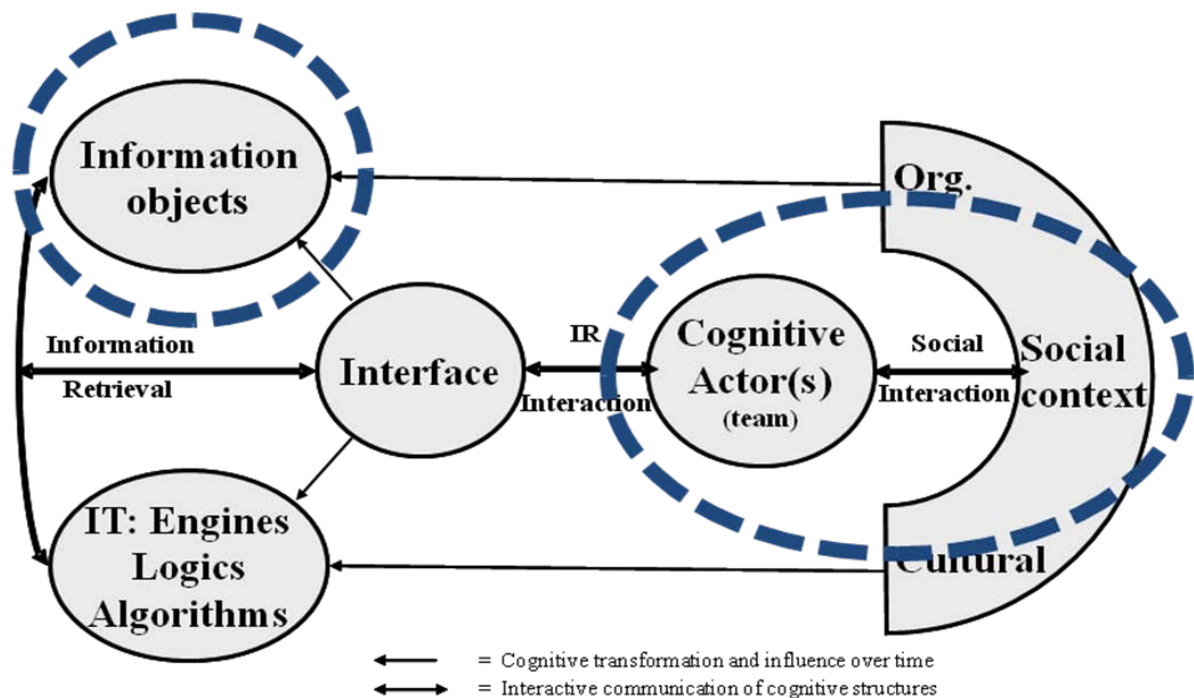 Information
objects
Org.
Information
Retrieval
Interface
IR
Interaction
Cognitive
Actor(s)
(team)
Social
Interaction
Social
context
IT: Engines
Logics
Algorithms
Cultural
= Cognitive transformation and influence over time
= Interactive communication of cognitive structures